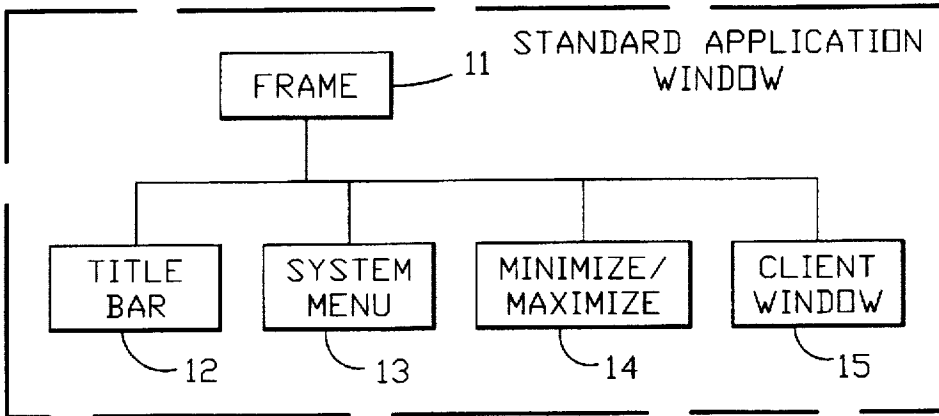 STANDARD APPLICATION
WINDOW
FRAME
11
TITLE
BAR
12
SYSTEM
MENU
13
MINIMIZE/
MAXIMIZE
14
CLIENT
WINDOW
15